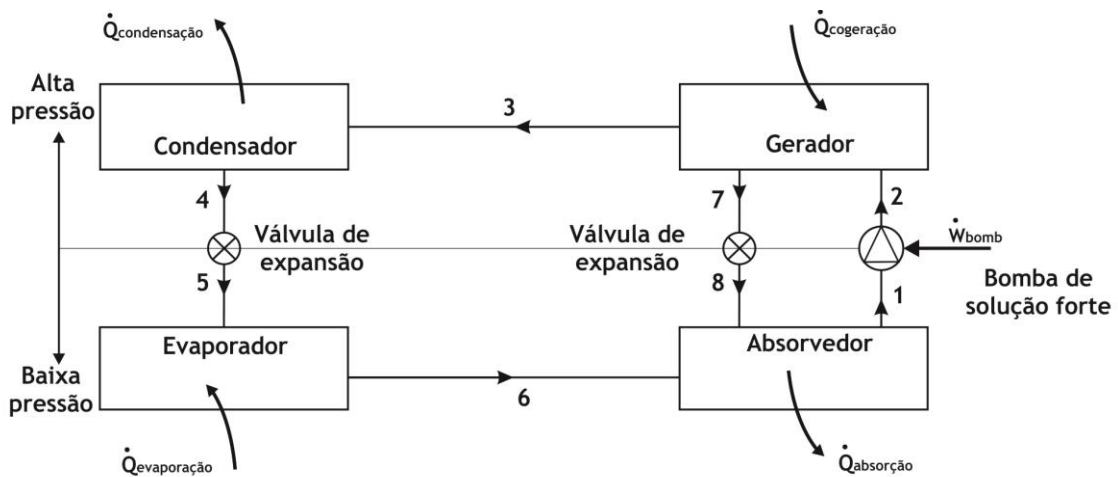 Q̇condensação
Q̇cogeração
Alta
pressão
Condensador
3
Gerador
4
7
2
Válvula de
expansão
Válvula de
expansão
Ẇbomb
5
8
1
Bomba de
solução forte
Evaporador
Absorvedor
Baixa
pressão
6
Q̇evaporação
Q̇absorção